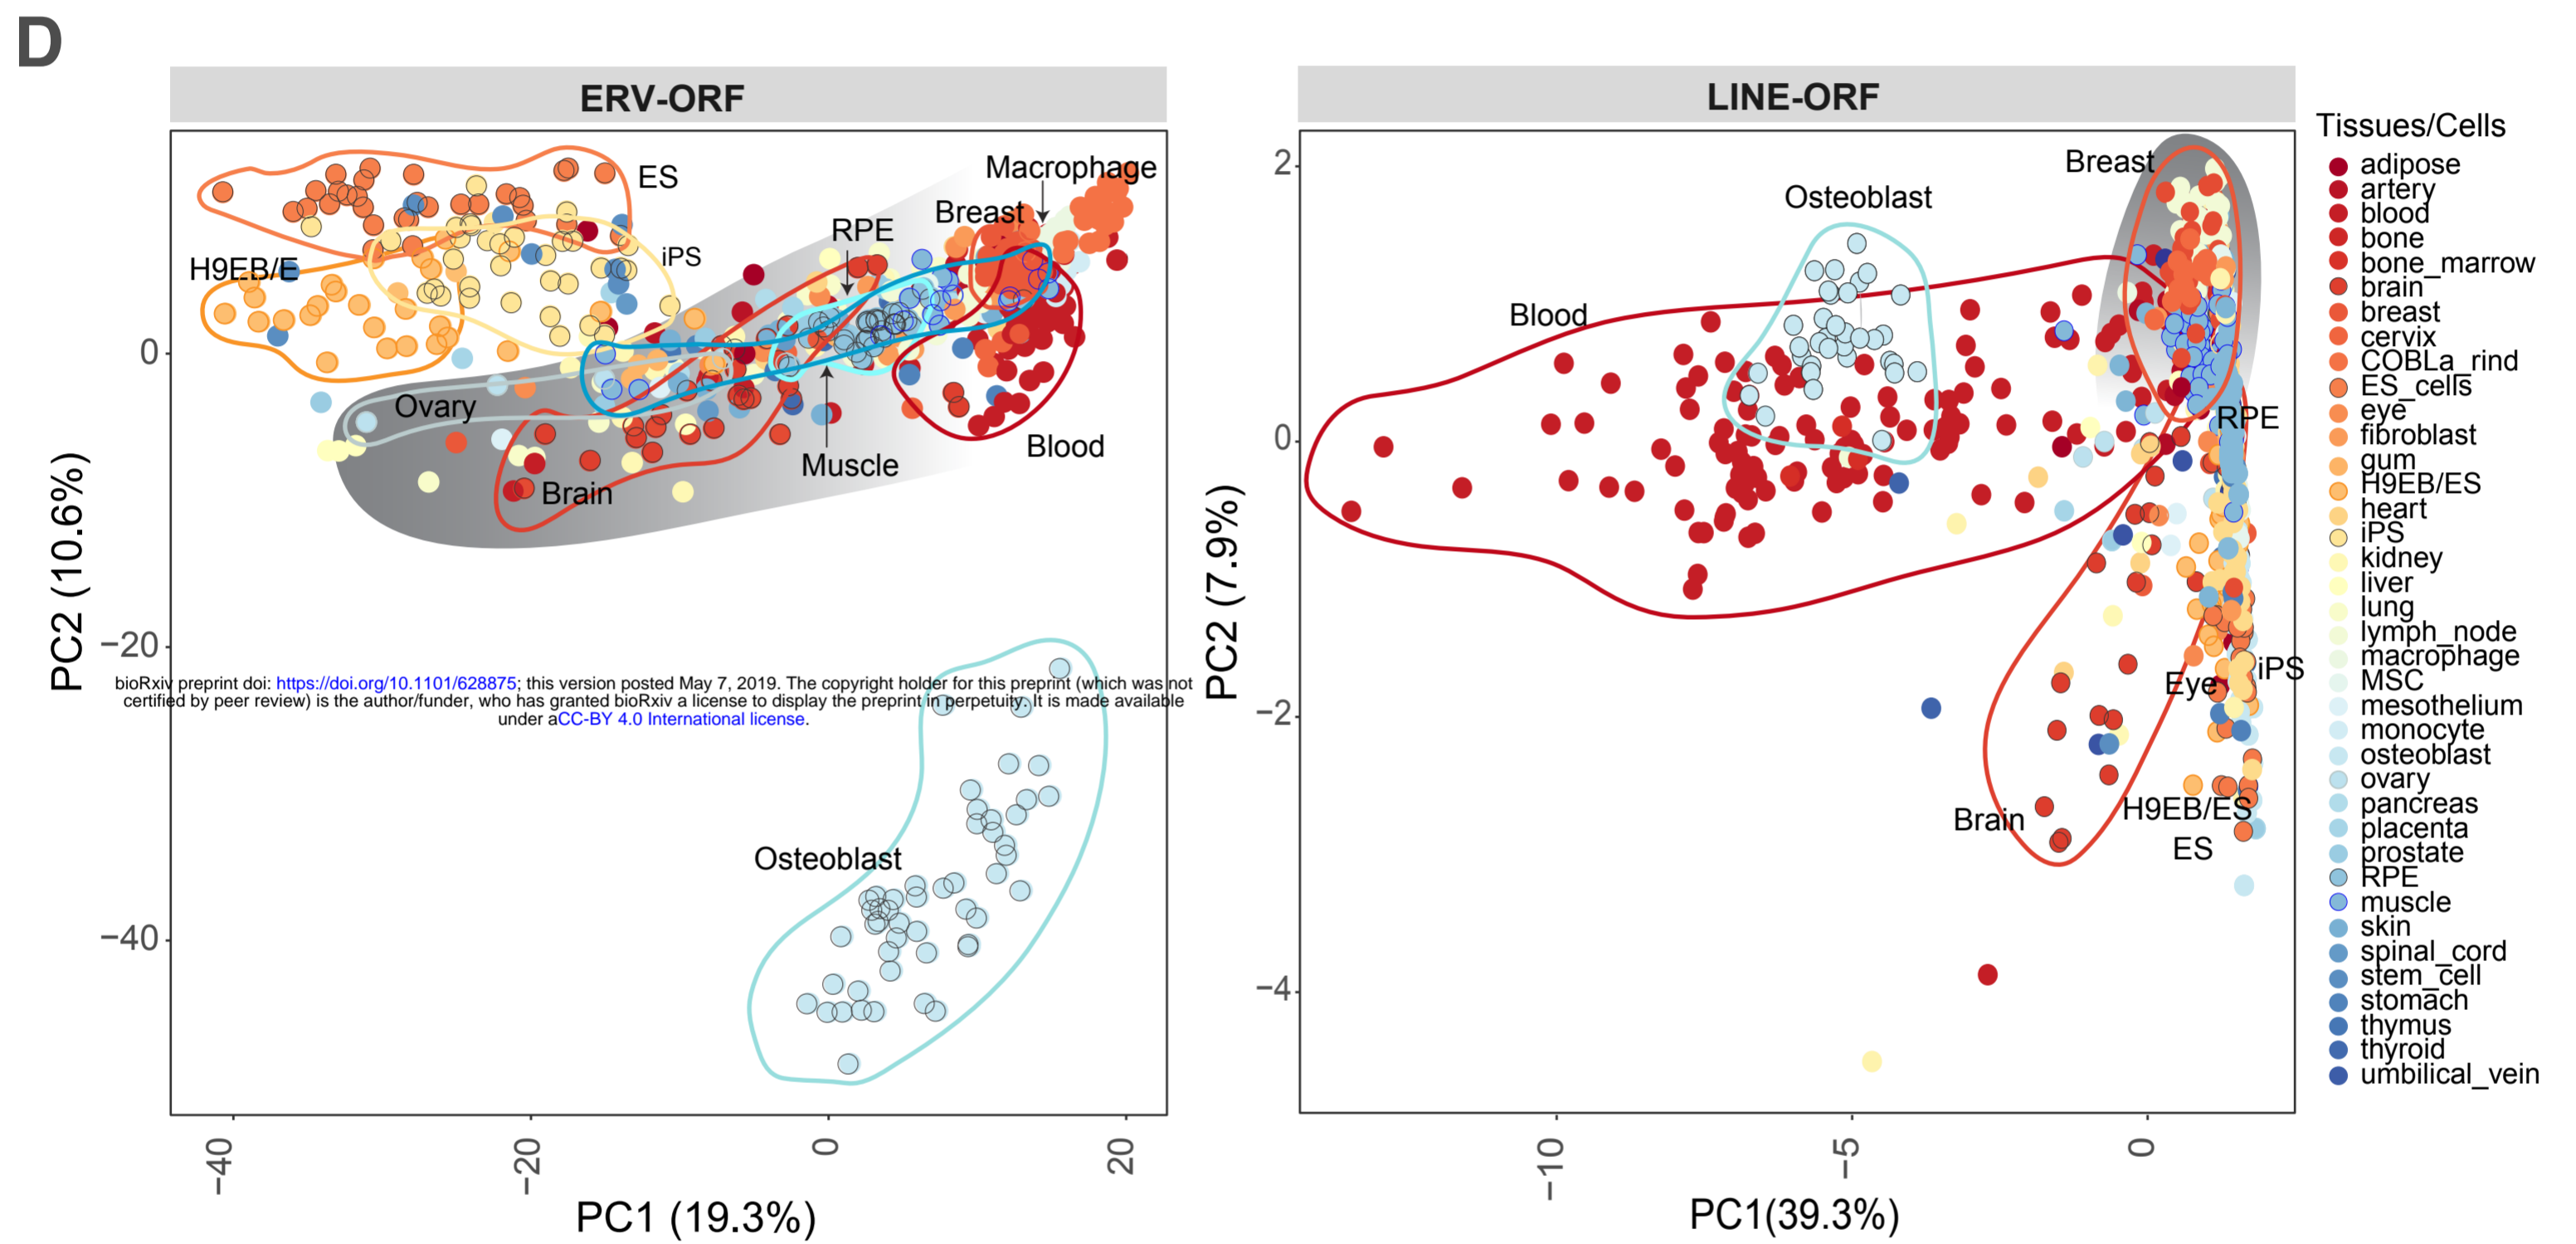 D
ERV-ORF
ES
H9EB/E
iPS
RPE
Breast
Macrophage
Ovary
Brain
Muscle
Blood
Osteoblast
0
−20
−40
PC2 (10.6%)
−40
−20
0
20
PC1 (19.3%)
bioRxiv preprint doi: https://doi.org/10.1101/628875; this version posted May 7, 2019. The copyright holder for this preprint (which was not
certified by peer review) is the author/funder, who has granted bioRxiv a license to display the preprint in perpetuity. It is made available
under aCC-BY 4.0 International license.
LINE-ORF
Breast
Osteoblast
Blood
RPE
iPS
Eye
H9EB/ES
Brain
ES
2
0
−2
−4
PC2 (7.9%)
−10
−5
0
PC1(39.3%)
Tissues/Cells
adipose
artery
blood
bone
bone_marrow
brain
breast
cervix
COBLa_rind
ES_cells
eye
fibroblast
gum
H9EB/ES
heart
iPS
kidney
liver
lung
lymph_node
macrophage
MSC
mesothelium
monocyte
osteoblast
ovary
pancreas
placenta
prostate
RPE
muscle
skin
spinal_cord
stem_cell
stomach
thymus
thyroid
umbilical_vein